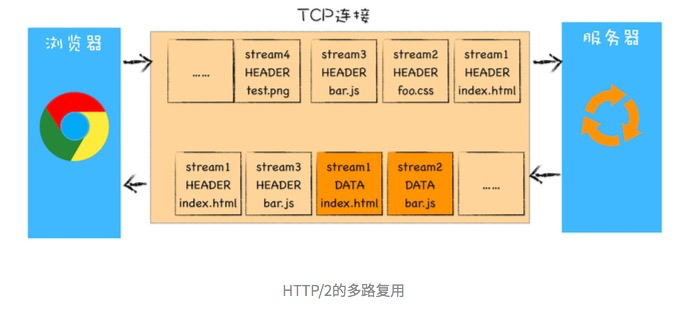 TCP连接
浏览器
服务器
......
stream4
HEADER
test.png
stream3
HEADER
bar.js
stream2
HEADER
foo.css
stream1
HEADER
index.html
stream1
HEADER
index.html
stream3
HEADER
bar.js
stream1
DATA
index.html
stream2
DATA
bar.js
......
HTTP/2的多路复用